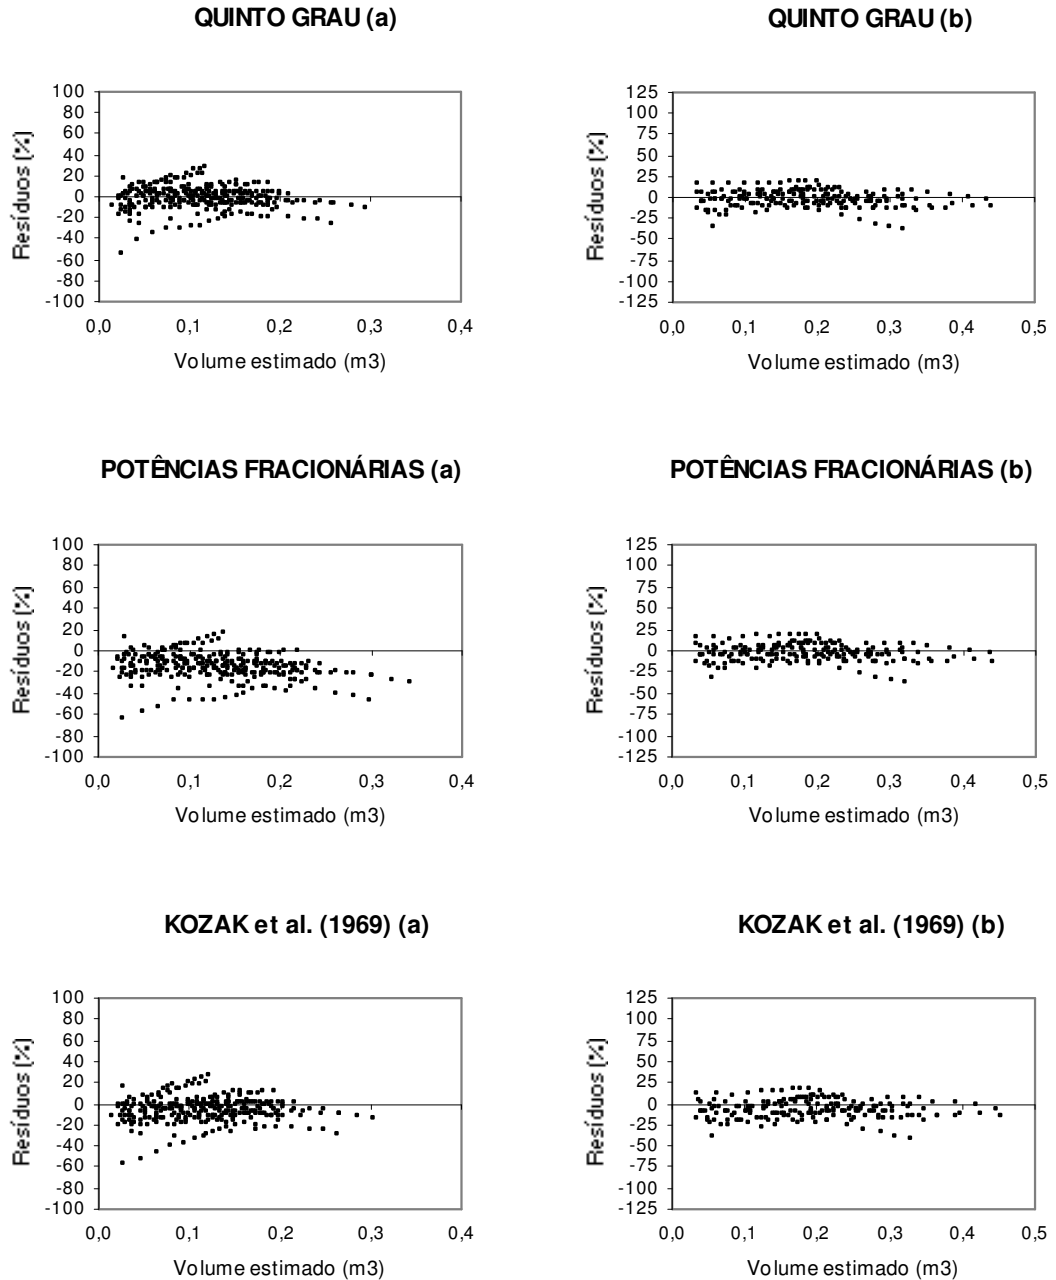 QUINTO GRAU (a)
100
80
60
40
20
0
-20
-40
-60
-80
-100
Resíduos (%)
0,0 0,1 0,2 0,3 0,4
Volume estimado (m3)
QUINTO GRAU (b)
125
100
75
50
25
0
-25
-50
-75
-100
-125
Resíduos (%)
0,0 0,1 0,2 0,3 0,4 0,5
Volume estimado (m3)
POTÊNCIAS FRACIONÁRIAS (a)
100
80
60
40
20
0
-20
-40
-60
-80
-100
Resíduos (%)
0,0 0,1 0,2 0,3 0,4
Volume estimado (m3)
POTÊNCIAS FRACIONÁRIAS (b)
125
100
75
50
25
0
-25
-50
-75
-100
-125
Resíduos (%)
0,0 0,1 0,2 0,3 0,4 0,5
Volume estimado (m3)
KOZAK et al. (1969) (a)
100
80
60
40
20
0
-20
-40
-60
-80
-100
Resíduos (%)
0,0 0,1 0,2 0,3 0,4
Volume estimado (m3)
KOZAK et al. (1969) (b)
125
100
75
50
25
0
-25
-50
-75
-100
-125
Resíduos (%)
0,0 0,1 0,2 0,3 0,4 0,5
Volume estimado (m3)